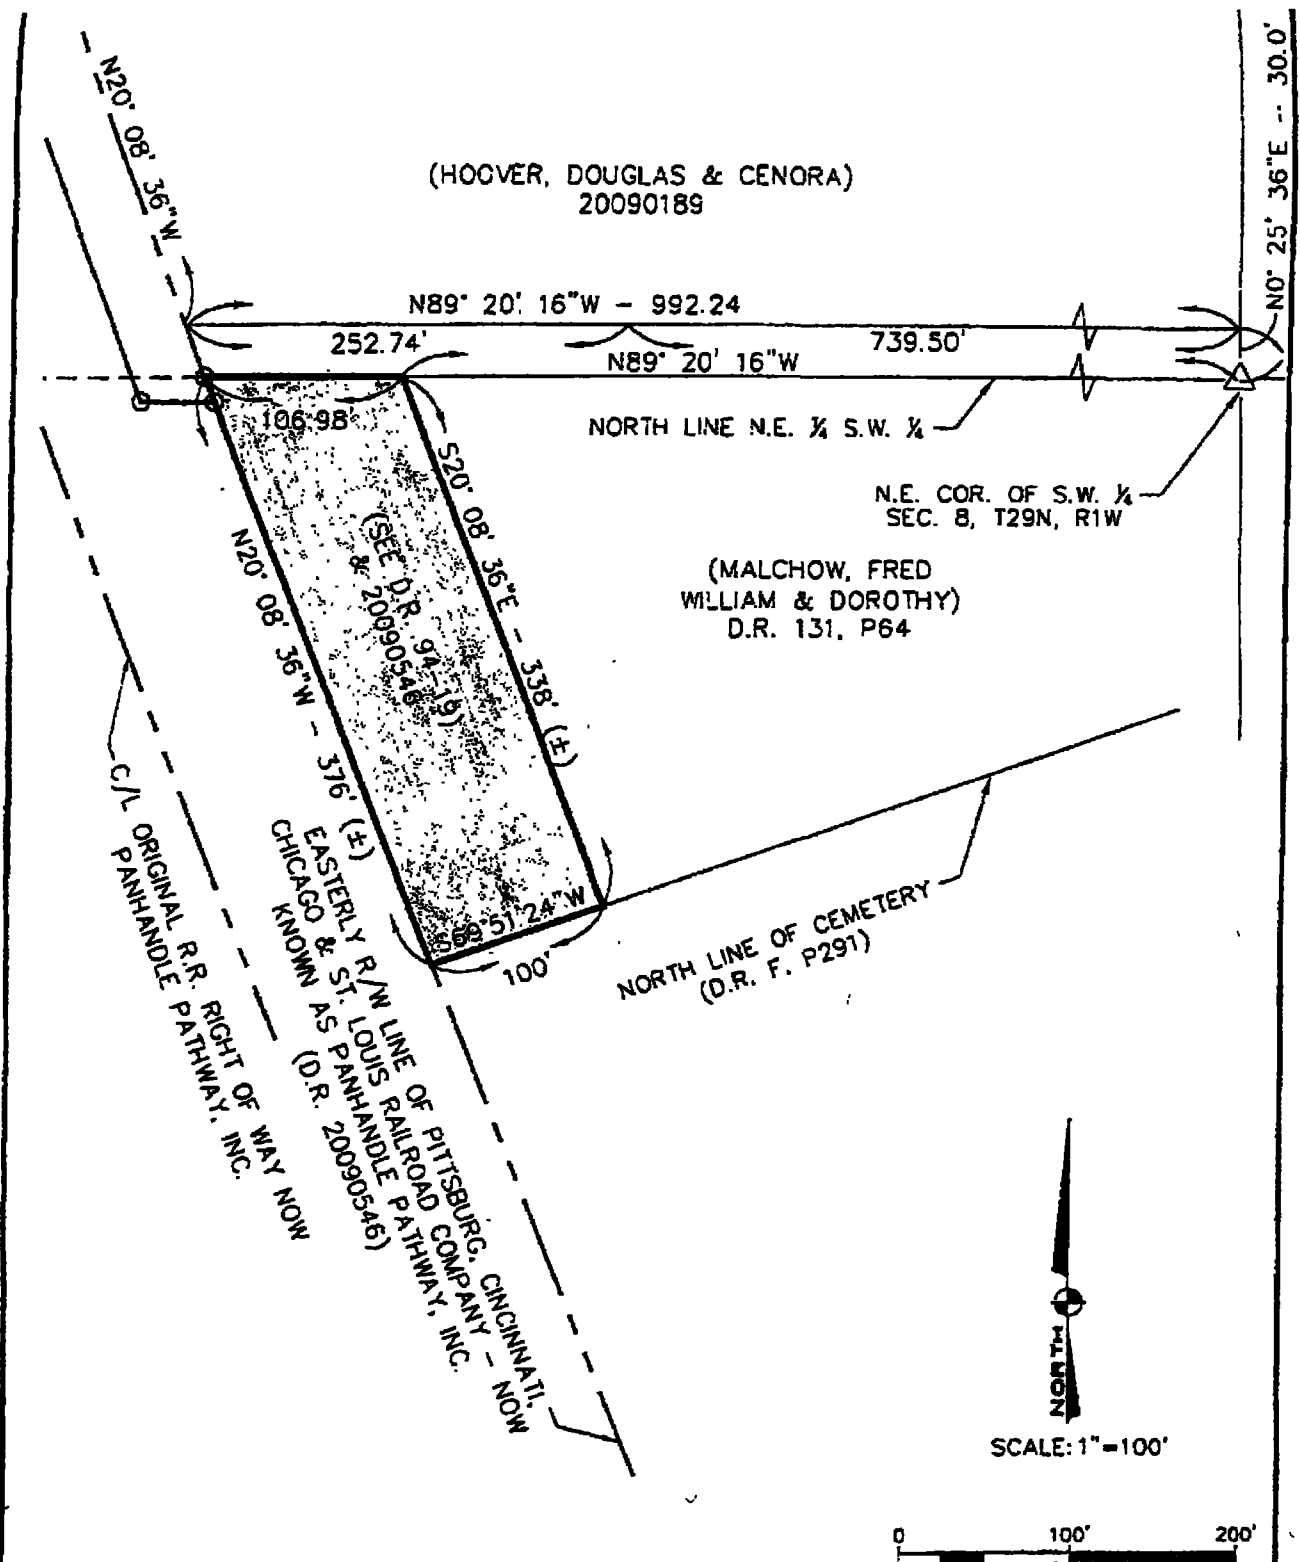 N20° 08' 36"W
(HOOVER, DOUGLAS & CENORA)
20090189
N0° 25' 36"E -- 30.0'
N89° 20' 16"W - 992.24
252.74'
739.50'
N89° 20' 16"W
106.98'
NORTH LINE N.E. ¼ S.W. ¼
N.E. COR. OF S.W. ¼
SEC. 8, T29N, R1W
S20° 08' 36"E - 338' (±)
(SEE D.R. 94-19)
& 20090546
N20° 08' 36"W - 376' (±)
(MALCHOW, FRED
WILLIAM & DOROTHY)
D.R. 131, P64
S69°51'24"W
100'
NORTH LINE OF CEMETERY
(D.R. F. P291)
C/L ORIGINAL R.R. RIGHT OF WAY NOW
PANHANDLE PATHWAY, INC.
EASTERLY R/W LINE OF PITTSBURG, CINCINNATI,
CHICAGO & ST. LOUIS RAILROAD COMPANY - NOW
KNOWN AS PANHANDLE PATHWAY, INC.
(D.R. 20090546)
NORTH
SCALE: 1"=100'
0 100' 200'